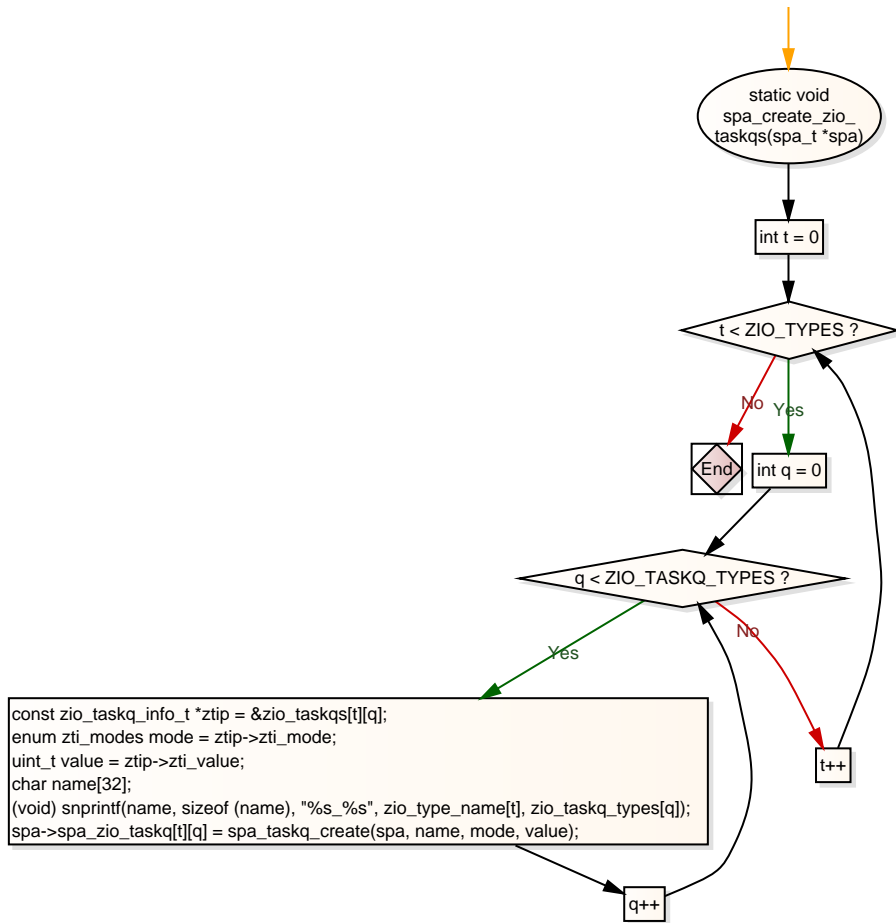 static void
spa_create_zio_
taskqs(spa_t *spa)
int t = 0
t < ZIO_TYPES ?
No
Yes
End
int q = 0
q < ZIO_TASKQ_TYPES ?
No
Yes
const zio_taskq_info_t *ztip = &zio_taskqs[t][q];
enum zti_modes mode = ztip->zti_mode;
uint_t value = ztip->zti_value;
char name[32];
(void) snprintf(name, sizeof (name), "%s_%s", zio_type_name[t], zio_taskq_types[q]);
spa->spa_zio_taskq[t][q] = spa_taskq_create(spa, name, mode, value);
t++
q++